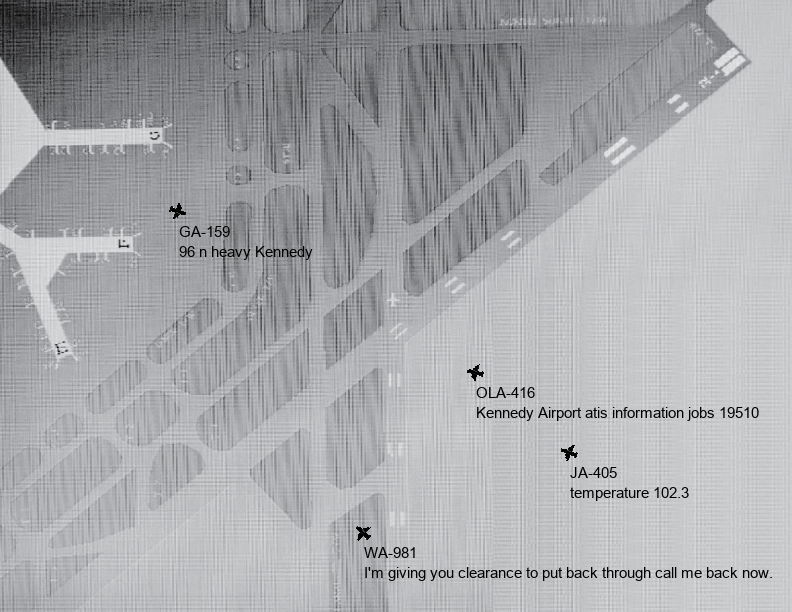 G
GA-159
96 n heavy Kennedy
F
E
OLA-416
Kennedy Airport atis information jobs 19510
JA-405
temperature 102.3
WA-981
I'm giving you clearance to put back through call me back now.